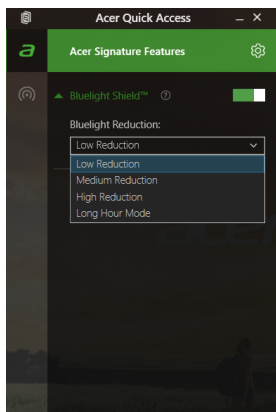 Acer Quick Access
Acer Signature Features
Bluelight Shield™
Bluelight Reduction:
Low Reduction
Low Reduction
Medium Reduction
High Reduction
Long Hour Mode
acer